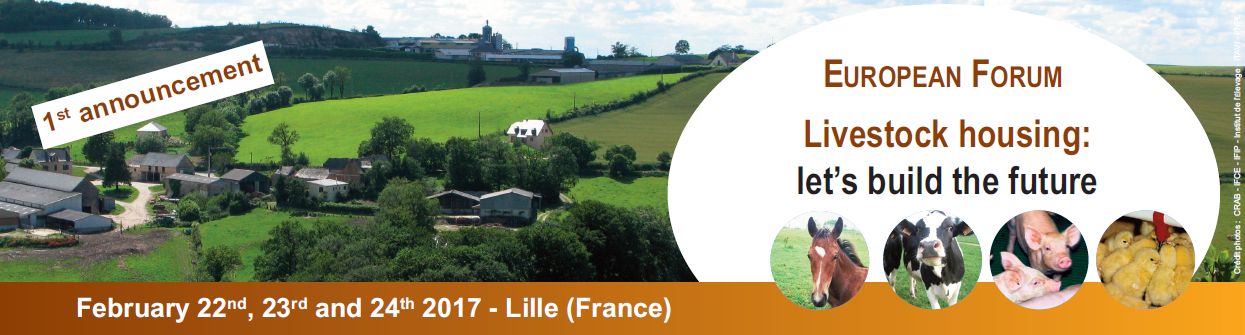 1st announcement
EUROPEAN FORUM
Livestock housing:
let's build the future
February 22nd, 23rd and 24th 2017 - Lille (France)
Crédit photos : CRAB - IFCE - IFIP - Institut de l'élevage